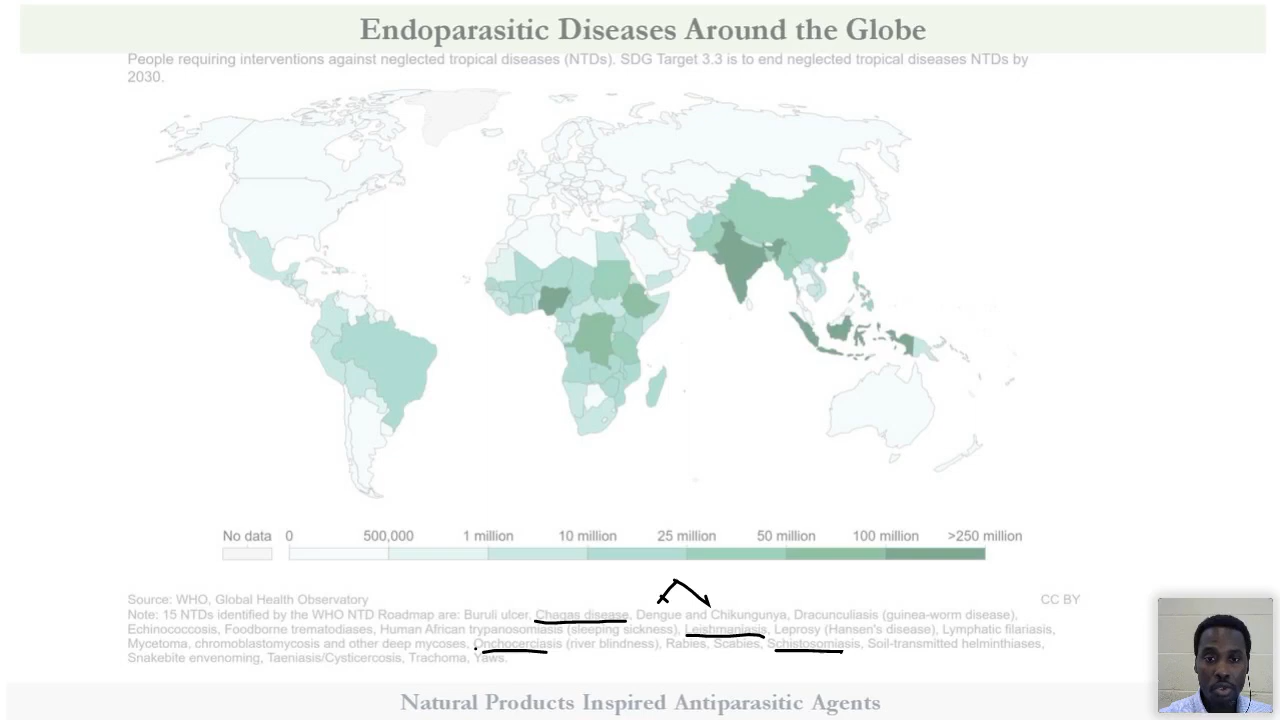 Endoparasitic Diseases Around the Globe
People requiring interventions against neglected tropical diseases (NTDs). SDG Target 3.3 is to end neglected tropical diseases NTDs by
2030.
No data 0 500,000 1 million 10 million 25 million 50 million 100 million >250 million
Source: WHO, Global Health Observatory
CC BY
Note: 15 NTDs identified by the WHO NTD Roadmap are: Buruli ulcer, Chagas disease, Dengue and Chikungunya, Dracunculiasis (guinea-worm disease),
Echinococcosis, Foodborne trematodiases, Human African trypanosomiasis (sleeping sickness), Leishmaniasis, Leprosy (Hansen's disease), Lymphatic filariasis,
Mycetoma, chromoblastomycosis and other deep mycoses, Onchocerciasis (river blindness), Rabies, Scabies, Schistosomiasis, Soil-transmitted helminthiases,
Snakebite envenoming, Taeniasis/Cysticercosis, Trachoma, Yaws.
Natural Products Inspired Antiparasitic Agents